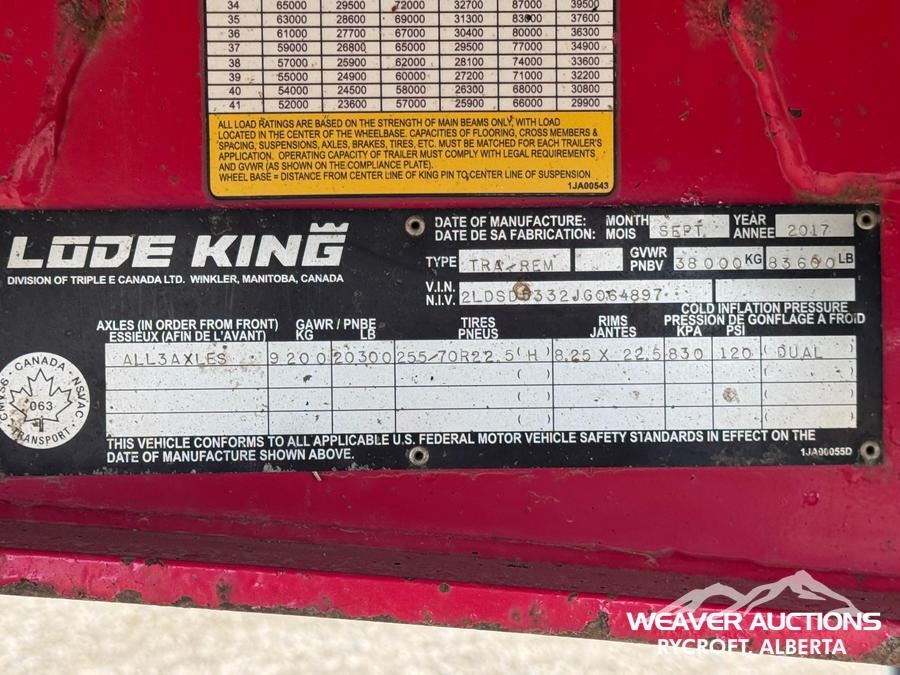 34 65000 29500 72000 32700 87000 39500
35 63000 28600 69000 31300 83000 37600
36 61000 27700 67000 30400 80000 36300
37 59000 26800 65000 29500 77000 34900
38 57000 25900 62000 28100 74000 33600
39 55000 24900 60000 27200 71000 32200
40 54000 24500 58000 26300 68000 30800
41 52000 23600 57000 25900 66000 29900
ALL LOAD RATINGS ARE BASED ON THE STRENGTH OF MAIN BEAMS ONLY, WITH LOAD
LOCATED IN THE CENTER OF THE WHEELBASE. CAPACITIES OF FLOORING, CROSS MEMBERS &
SPACING, SUSPENSIONS, AXLES, BRAKES, TIRES, ETC. MUST BE MATCHED FOR EACH TRAILER'S
APPLICATION. OPERATING CAPACITY OF TRAILER MUST COMPLY WITH LEGAL REQUIREMENTS
AND GVWR (AS SHOWN ON THE COMPLIANCE PLATE).
WHEEL BASE = DISTANCE FROM CENTER LINE OF KING PIN TO CENTER LINE OF SUSPENSION
1JA00543
LODE KING
DIVISION OF TRIPLE E CANADA LTD. WINKLER, MANITOBA, CANADA
DATE OF MANUFACTURE: MONTH SEPT. YEAR 2017
DATE DE SA FABRICATION: MOIS ANNEE
TYPE TRA/REM GVWR 38000 KG 83600 LB
PNBV
V.I.N. 2LDSD5332JG064897
N.I.V.
COLD INFLATION PRESSURE
AXLES (IN ORDER FROM FRONT) GAWR / PNBE TIRES RIMS PRESSION DE GONFLAGE A FROID
ESSIEUX (AFIN DE L'AVANT) KG LB PNEUS JANTES KPA PSI
ALL3AXLES 9200 20300 255/70R22.5(H) 8.25 X 22.5 830 120 (DUAL)
( ) ( )
( ) ( )
( ) ( )
CMVSS - CANADA - NSVAC
063
TRANSPORT
THIS VEHICLE CONFORMS TO ALL APPLICABLE U.S. FEDERAL MOTOR VEHICLE SAFETY STANDARDS IN EFFECT ON THE
DATE OF MANUFACTURE SHOWN ABOVE.
1JA00055D
WEAVER AUCTIONS
RYCROFT, ALBERTA